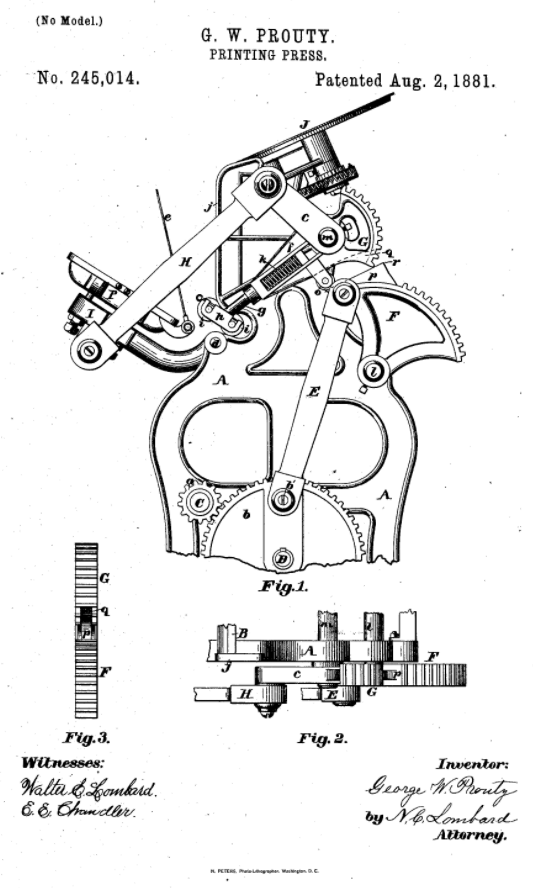 (No Model.)
G. W. PROUTY.
PRINTING PRESS.
No. 245,014.
Patented Aug. 2, 1881.
J
j
c
e
H
m
G
f
k
q
r
p
o
I
f
h
g
i
i
d
F
A
l
E
a
C
b'
b
A
B
Fig. 1.
G
q
p
F
B
A
F
j
c
p
H
E
G
Fig. 3.
Fig. 2.
Witnesses:
Walter E. Lombard.
E. E. Chandler.
Inventor:
George W. Prouty
by N. C. Lombard
Attorney.
N. PETERS, Photo-Lithographer, Washington, D. C.